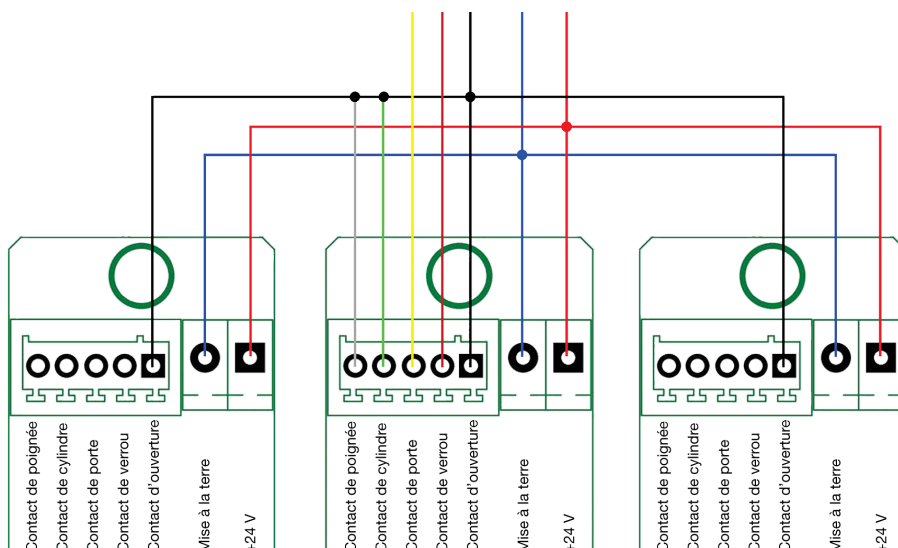 Contact de poignée
Contact de cylindre
Contact de porte
Contact de verrou
Contact d'ouverture
Mise à la terre
+24 V
Contact de poignée
Contact de cylindre
Contact de porte
Contact de verrou
Contact d'ouverture
Mise à la terre
+24 V
Contact de poignée
Contact de cylindre
Contact de porte
Contact de verrou
Contact d'ouverture
Mise à la terre
+24 V